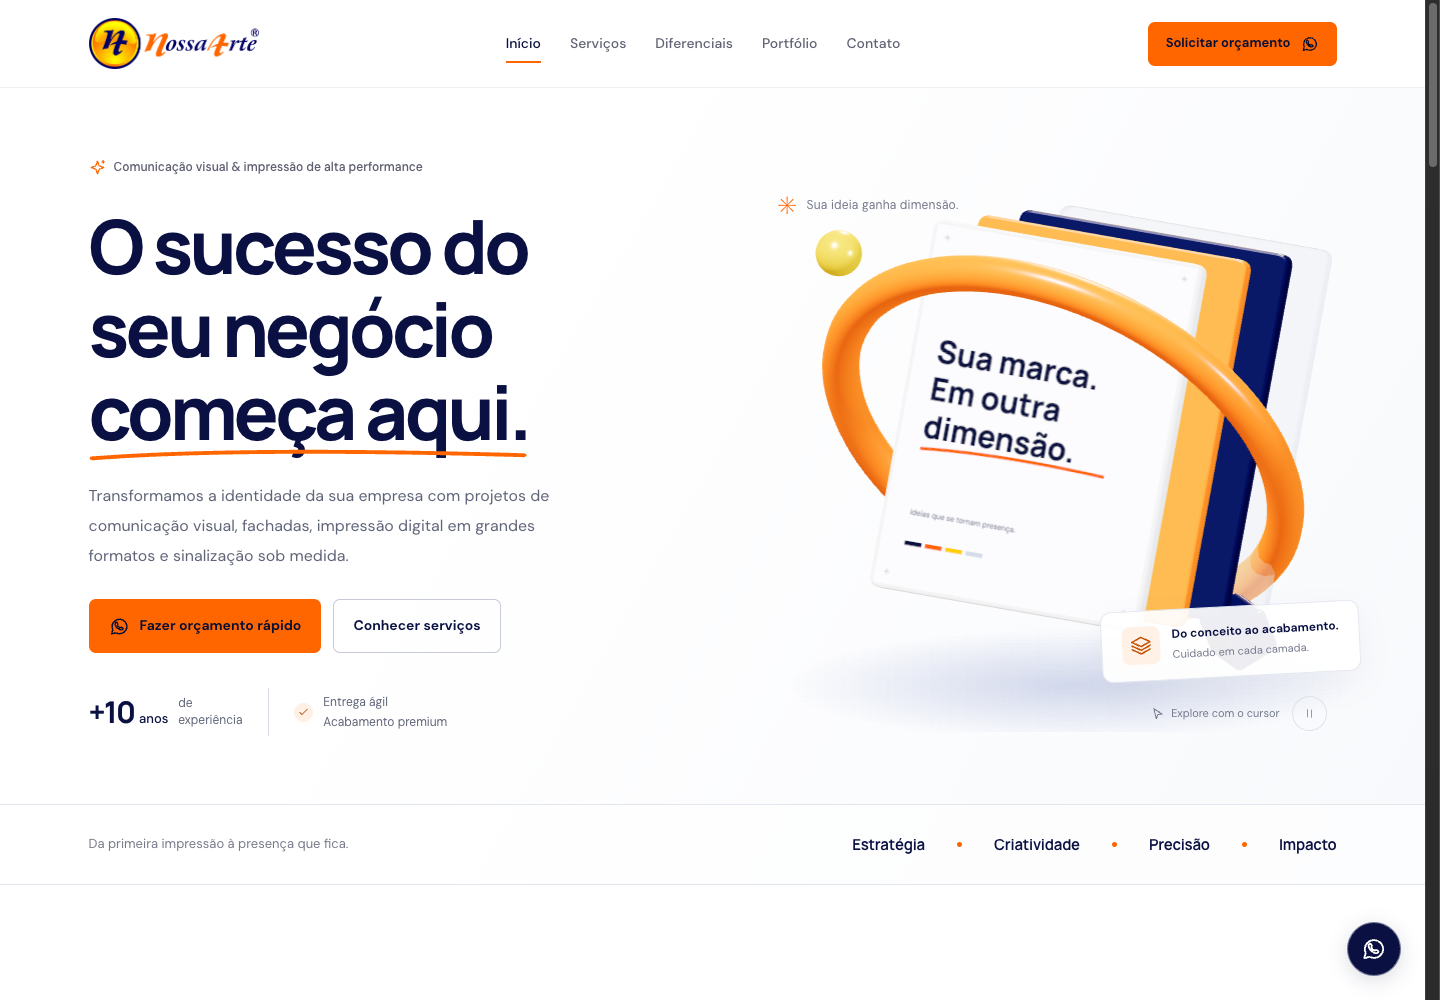 NossaArte®
Início
Serviços
Diferenciais
Portfólio
Contato
Solicitar orçamento
Comunicação visual & impressão de alta performance
O sucesso do
seu negócio
começa aqui.
Transformamos a identidade da sua empresa com projetos de
comunicação visual, fachadas, impressão digital em grandes
formatos e sinalização sob medida.
Fazer orçamento rápido
Conhecer serviços
+10 anos
de
experiência
Entrega ágil
Acabamento premium
Sua ideia ganha dimensão.
Sua marca.
Em outra
dimensão.
Ideias que se tornam presença.
Do conceito ao acabamento.
Cuidado em cada camada.
Explore com o cursor
Da primeira impressão à presença que fica.
Estratégia
Criatividade
Precisão
Impacto